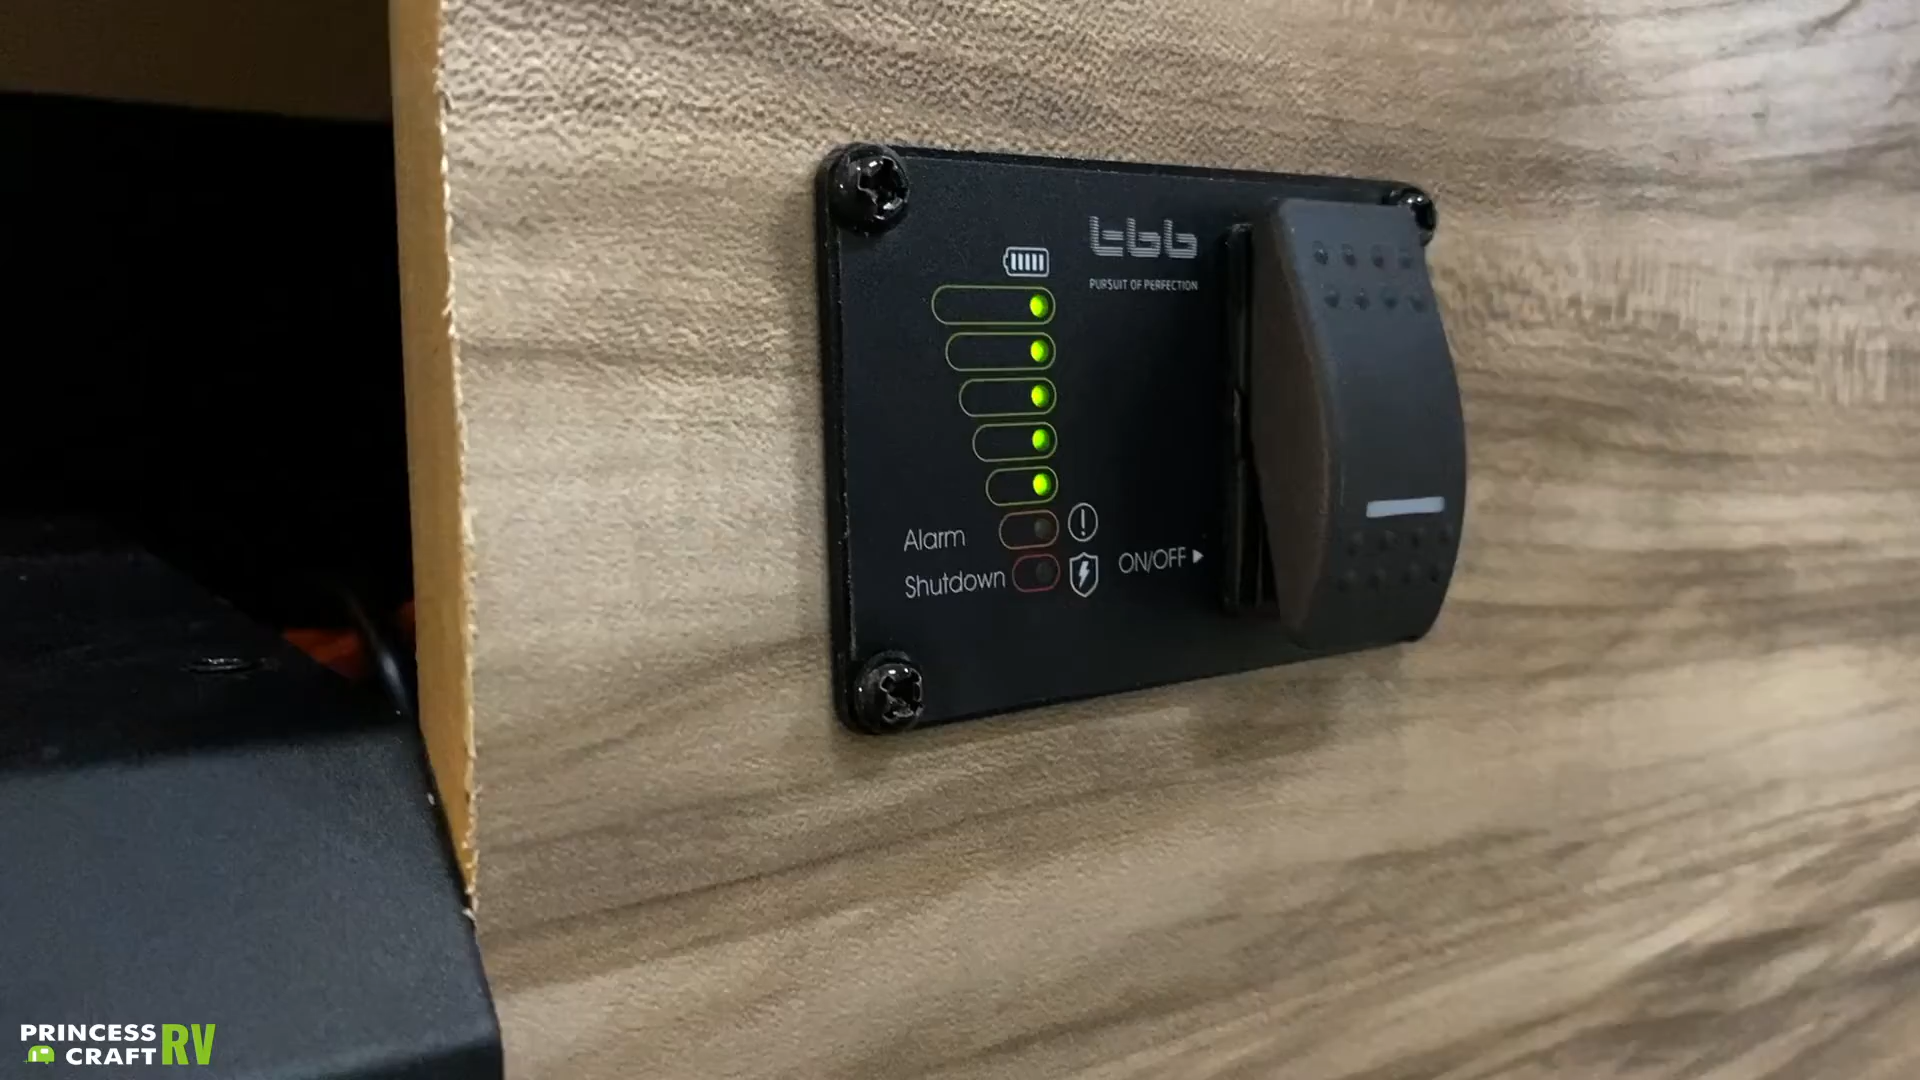 tbb
PURSUIT OF PERFECTION
Alarm
Shutdown
ON/OFF
PRINCESS
CRAFT RV